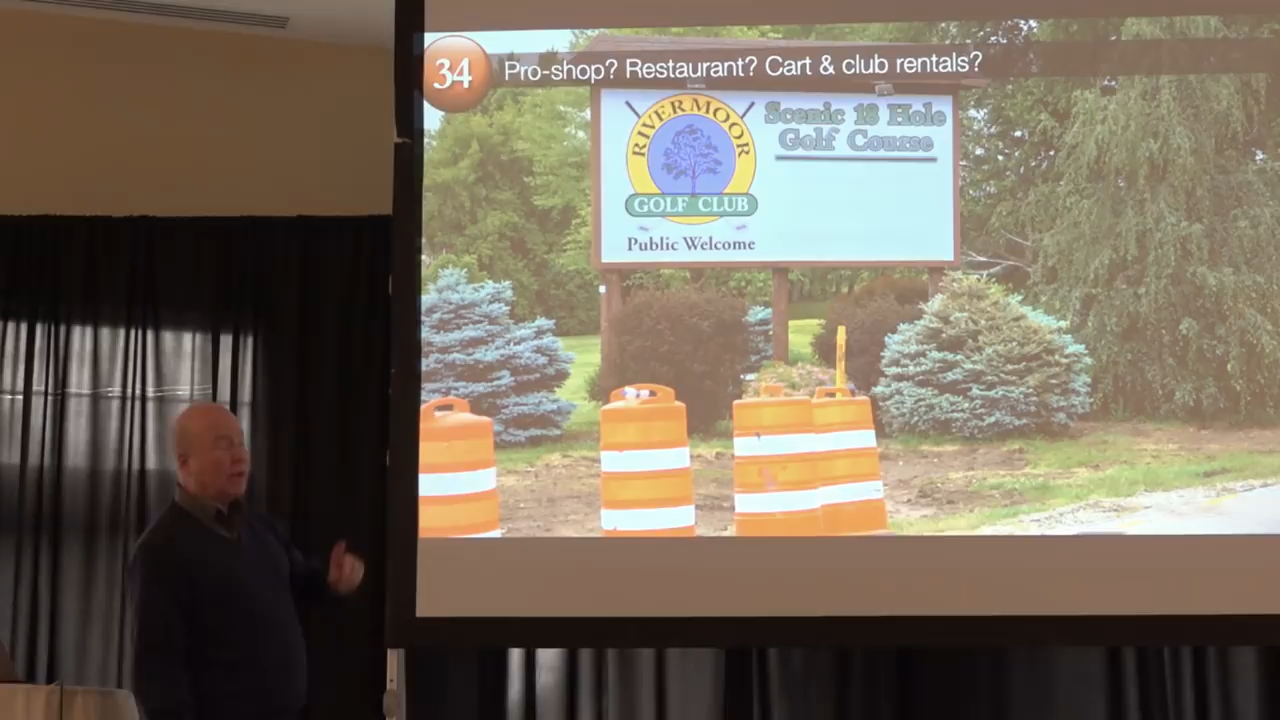 34
Pro-shop? Restaurant? Cart & club rentals?
RIVERMOOR
GOLF CLUB
Public Welcome
Scenic 18 Hole
Golf Course